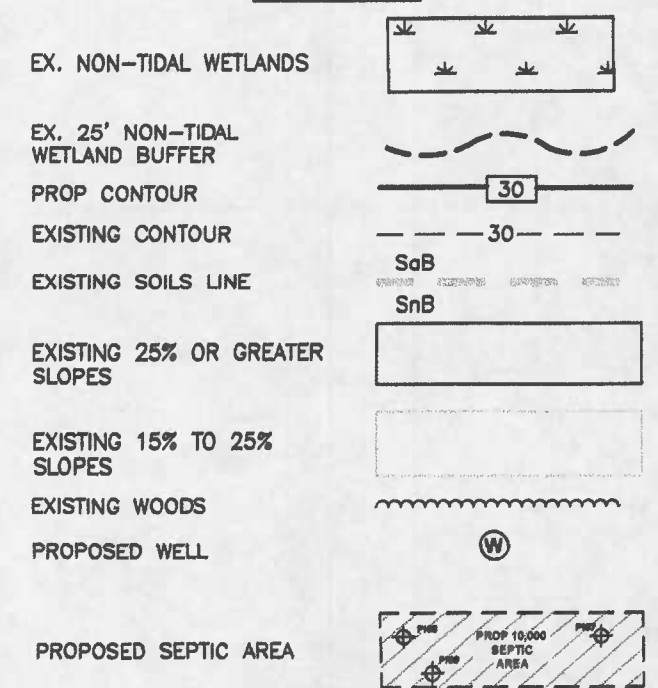 EX. NON-TIDAL WETLANDS
EX. 25' NON-TIDAL
WETLAND BUFFER
PROP CONTOUR
30
EXISTING CONTOUR
30
SaB
EXISTING SOILS LINE
SnB
EXISTING 25% OR GREATER
SLOPES
EXISTING 15% TO 25%
SLOPES
EXISTING WOODS
PROPOSED WELL
W
PROPOSED SEPTIC AREA
PROP 10,000
SEPTIC
AREA